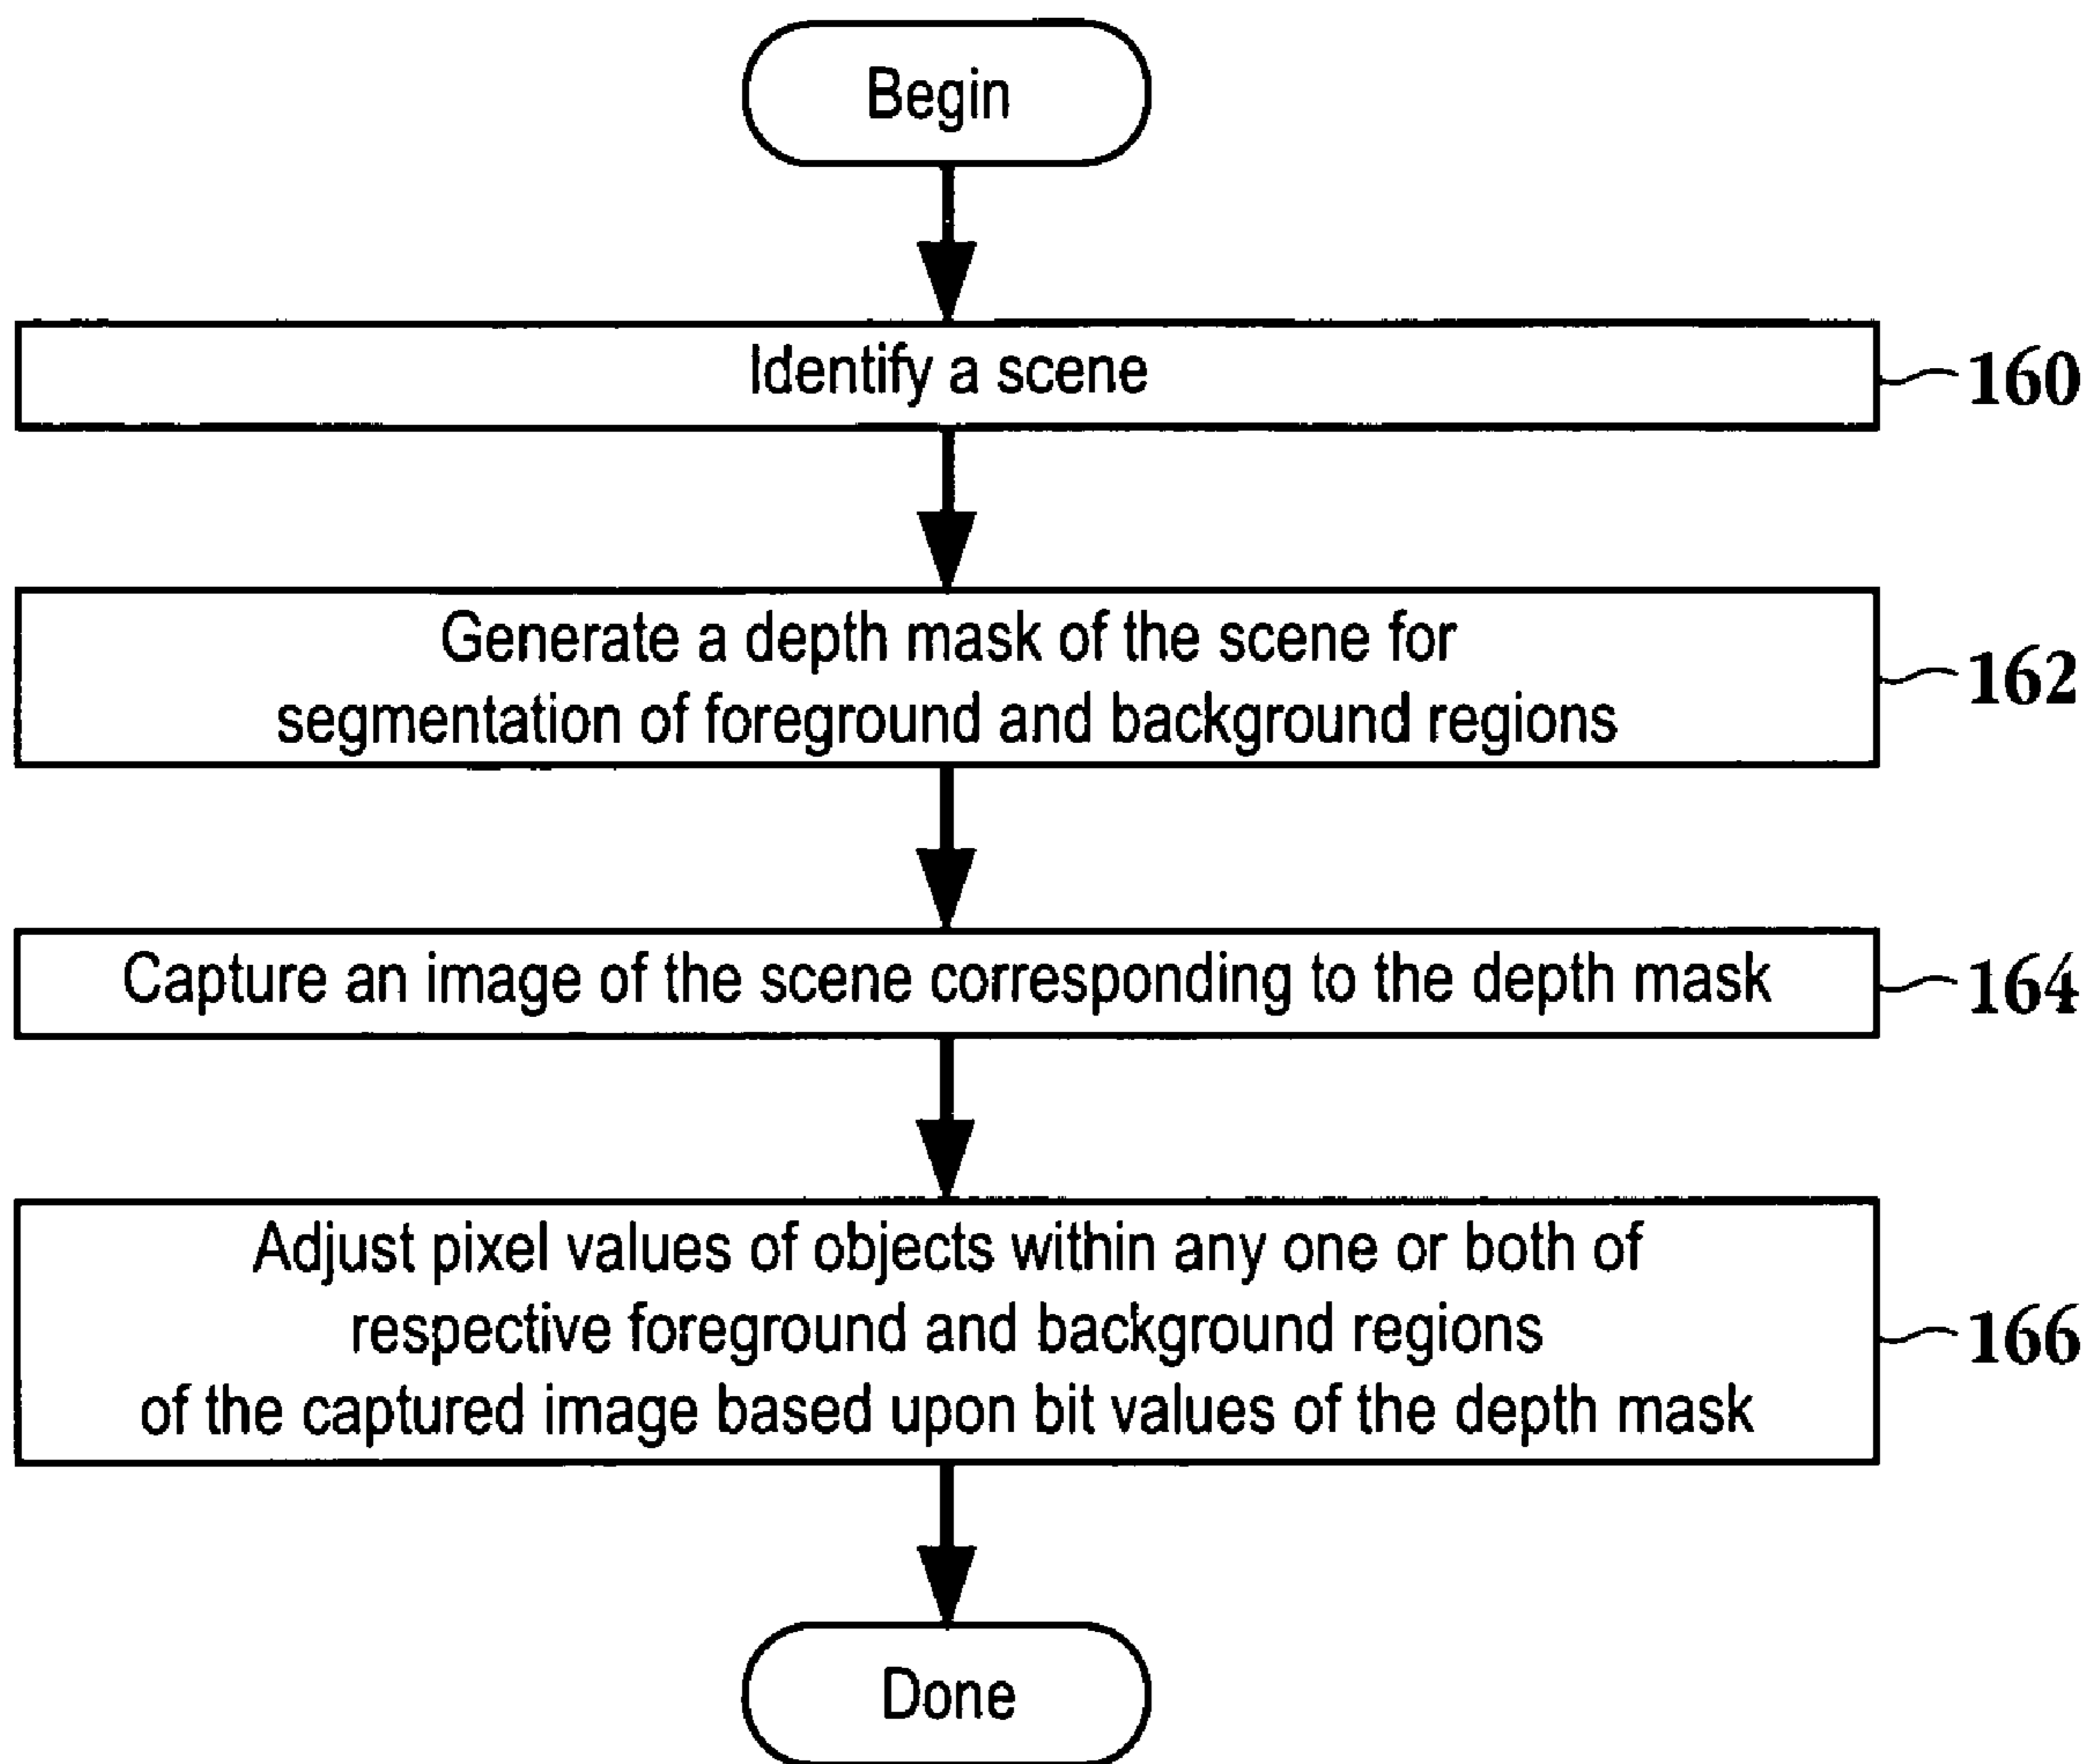 Begin
Identify a scene
160
Generate a depth mask of the scene for
segmentation of foreground and background regions
162
Capture an image of the scene corresponding to the depth mask
164
Adjust pixel values of objects within any one or both of
respective foreground and background regions
of the captured image based upon bit values of the depth mask
166
Done